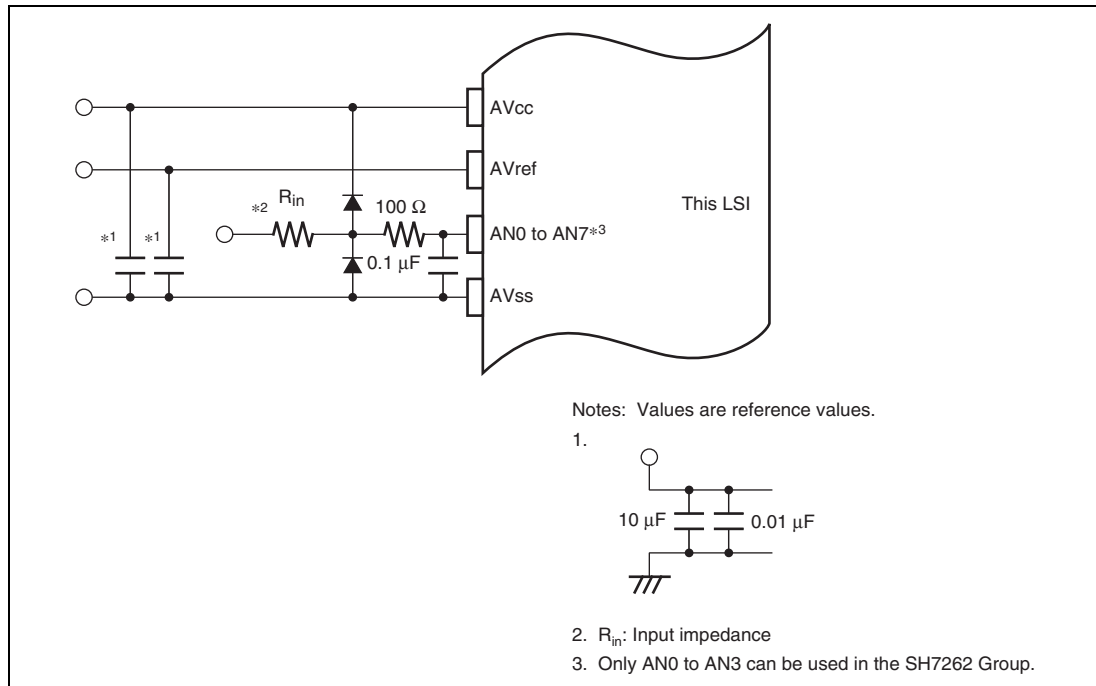 AVcc
AVref
*2 Rin
100 Ω
This LSI
*1 *1
AN0 to AN7*3
0.1 μF
AVss
Notes: Values are reference values.
1.
10 μF
0.01 μF
2. Rin: Input impedance
3. Only AN0 to AN3 can be used in the SH7262 Group.